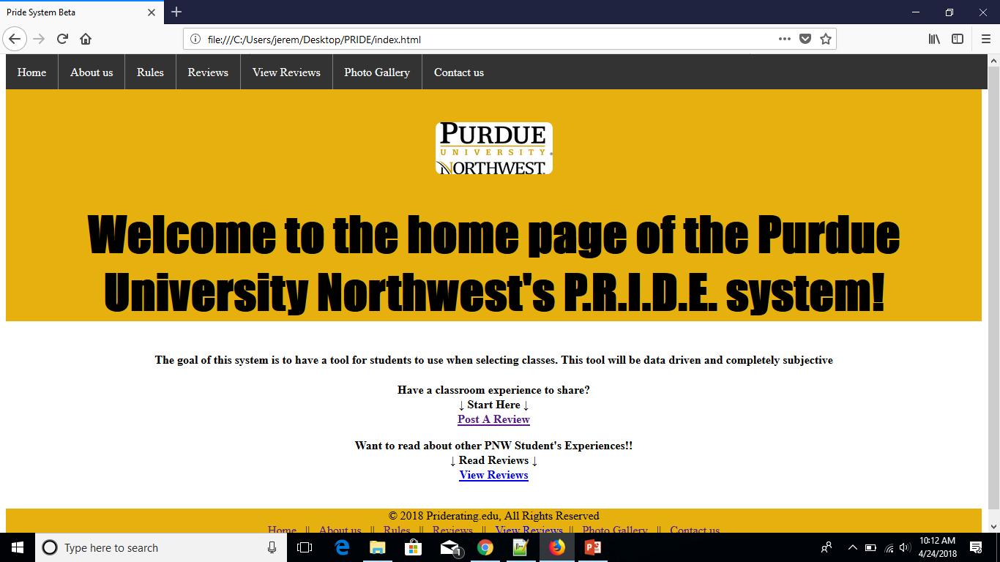 Pride System Beta
file:///C:/Users/jerem/Desktop/PRIDE/index.html
Home About us Rules Reviews View Reviews Photo Gallery Contact us
PURDUE
UNIVERSITY
NORTHWEST
Welcome to the home page of the Purdue
University Northwest's P.R.I.D.E. system!
The goal of this system is to have a tool for students to use when selecting classes. This tool will be data driven and completely subjective
Have a classroom experience to share?
↓ Start Here ↓
Post A Review
Want to read about other PNW Student's Experiences!!
↓ Read Reviews ↓
View Reviews
© 2018 Priderating.edu, All Rights Reserved
Home || About us || Rules || Reviews || View Reviews || Photo Gallery || Contact us
Type here to search
1
10:12 AM
4/24/2018